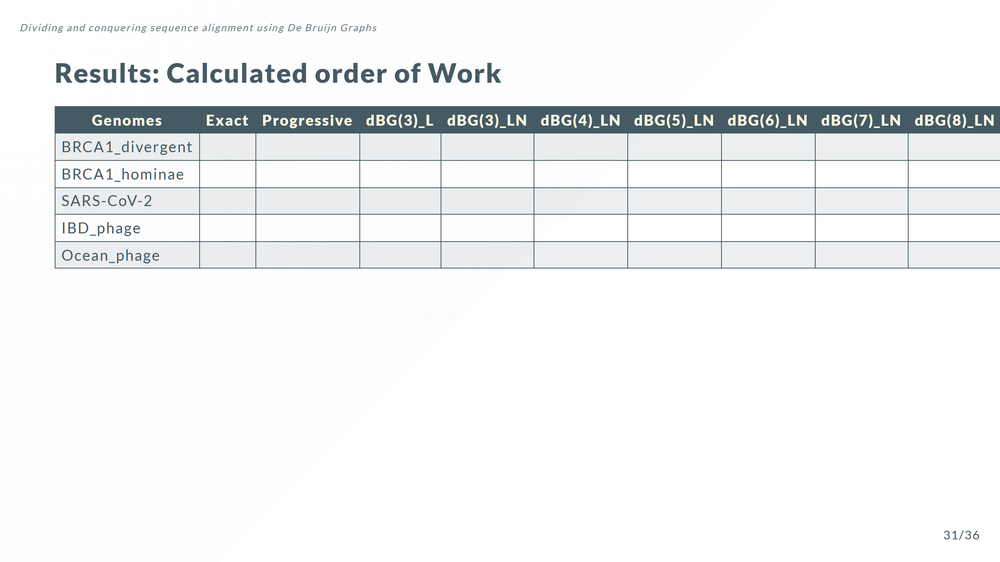 Dividing and conquering sequence alignment using De Bruijn Graphs
Results: Calculated order of Work
Genomes Exact Progressive dBG(3)_L dBG(3)_LN dBG(4)_LN dBG(5)_LN dBG(6)_LN dBG(7)_LN dBG(8)_LN
BRCA1_divergent
BRCA1_hominae
SARS-CoV-2
IBD_phage
Ocean_phage
31/36